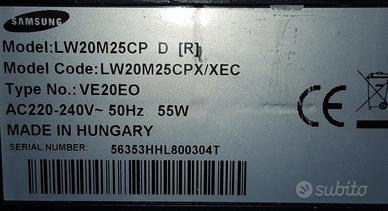 SAMSUNG
Model:LW20M25CP D [R]
Model Code:LW20M25CPX/XEC
Type No.: VE20EO
AC220-240V~ 50Hz 55W
MADE IN HUNGARY
SERIAL NUMBER: 56353HHL800304T
CE
subito